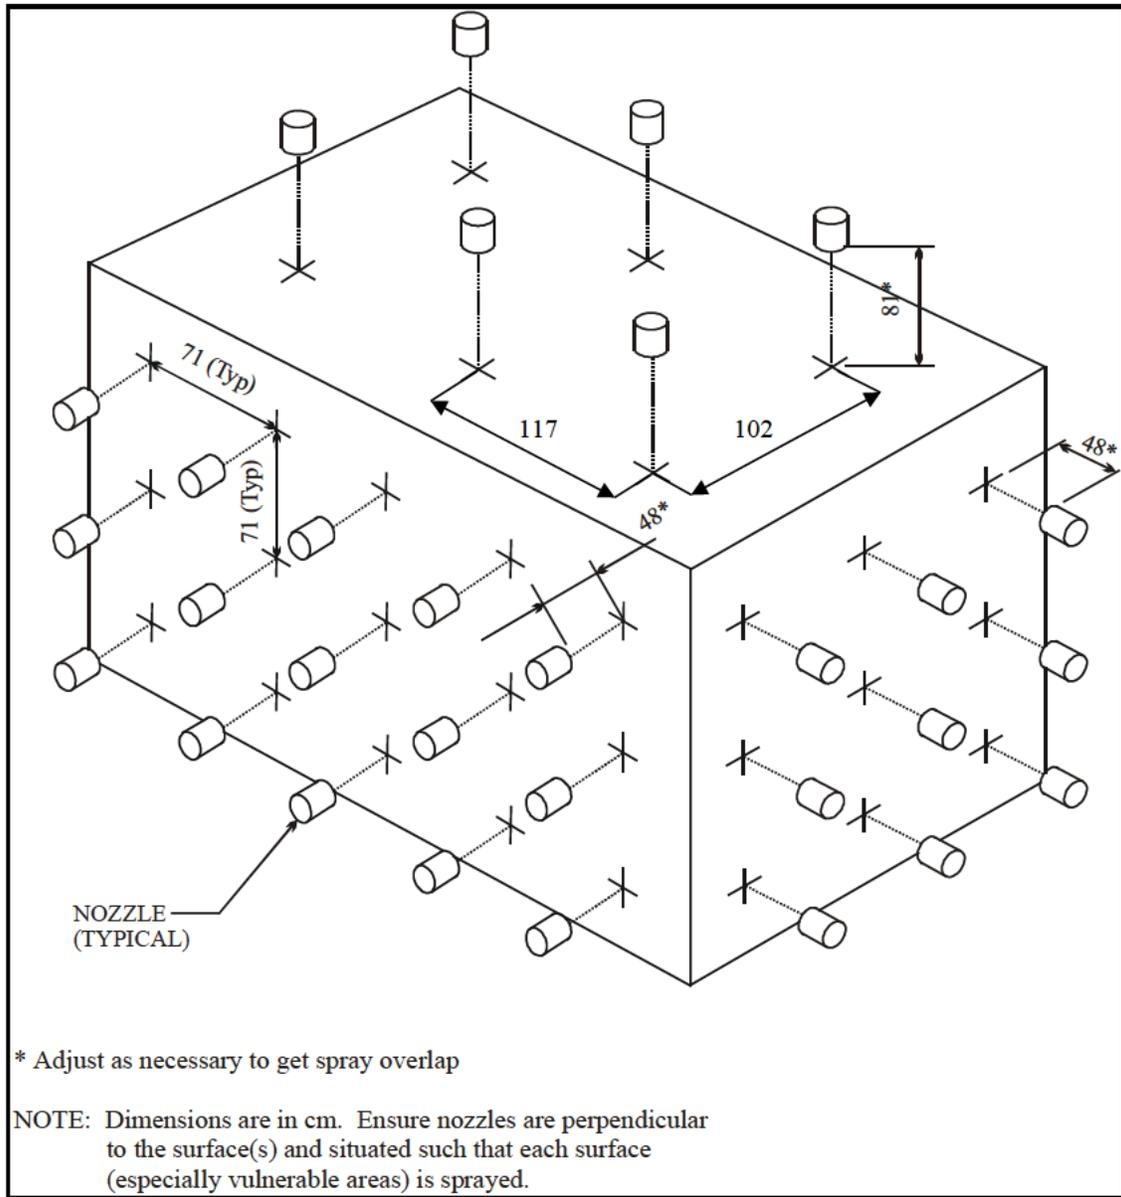 81*
71 (Typ)
117
102
48*
71 (Typ)
48*
NOZZLE
(TYPICAL)
* Adjust as necessary to get spray overlap
NOTE: Dimensions are in cm. Ensure nozzles are perpendicular
to the surface(s) and situated such that each surface
(especially vulnerable areas) is sprayed.